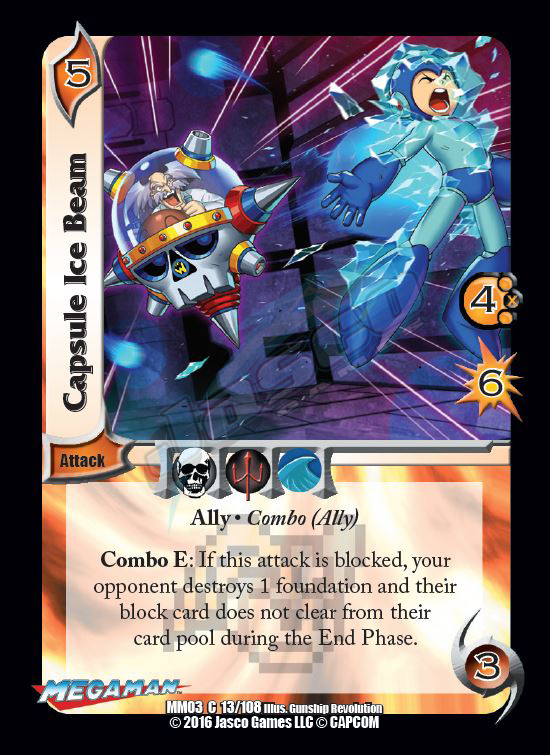 5
Capsule Ice Beam
W
4
6
Attack
Ally • Combo (Ally)
Combo E: If this attack is blocked, your
opponent destroys 1 foundation and their
block card does not clear from their
card pool during the End Phase.
3
MEGAMAN™
MM03 C 13/108 Illus. Gunship Revolution
© 2016 Jasco Games LLC © CAPCOM